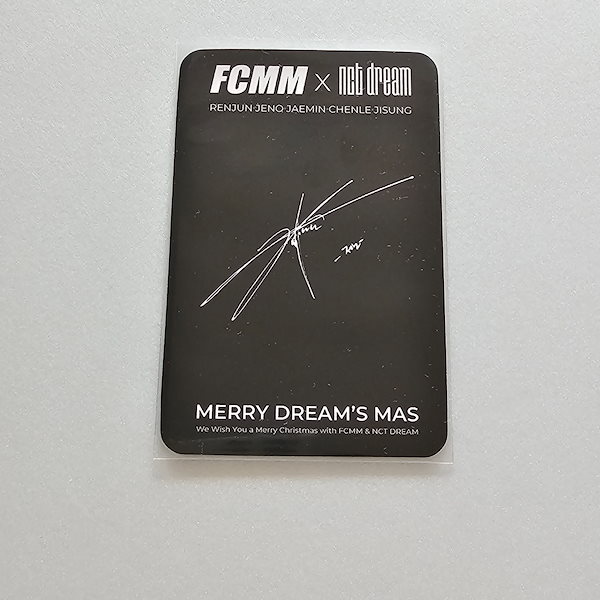 FCMM X nct dream
RENJUN·JENO·JAEMIN·CHENLE·JISUNG
MERRY DREAM'S MAS
We Wish You a Merry Christmas with FCMM & NCT DREAM